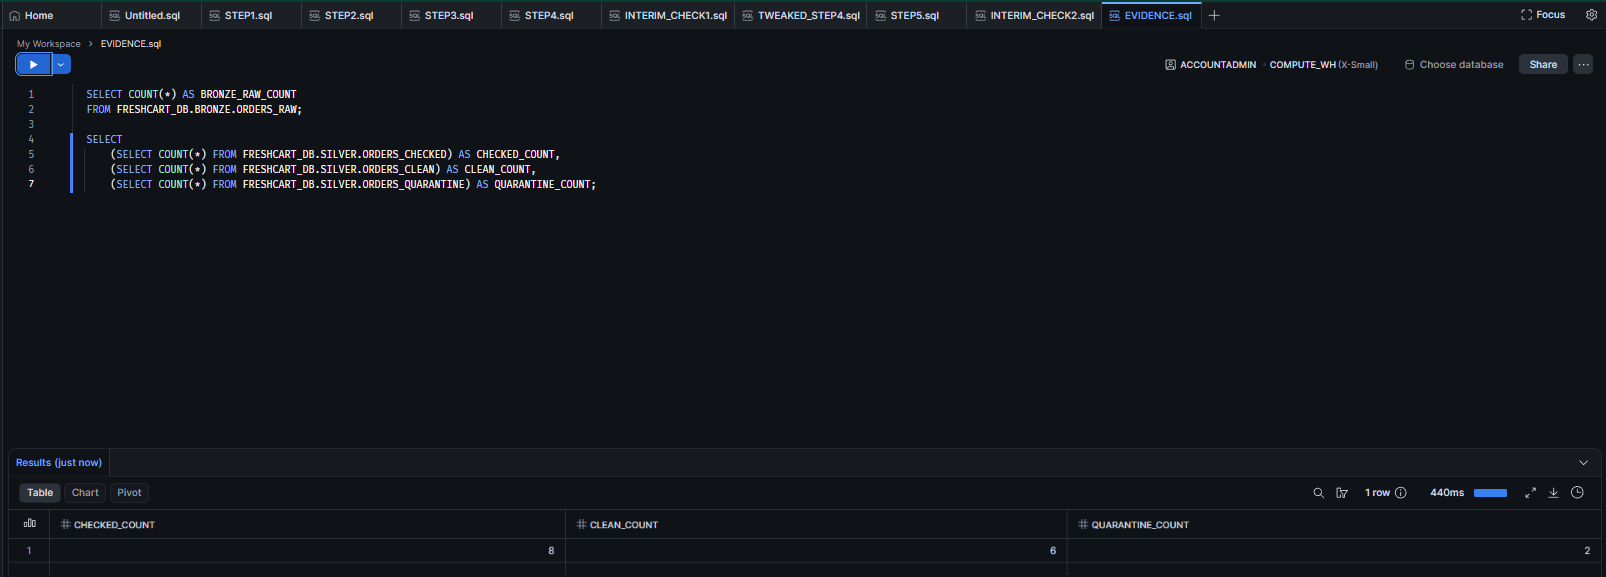 Home Untitled.sql STEP1.sql STEP2.sql STEP3.sql STEP4.sql INTERIM_CHECK1.sql TWEAKED_STEP4.sql STEP5.sql INTERIM_CHECK2.sql EVIDENCE.sql Focus
My Workspace > EVIDENCE.sql
ACCOUNTADMIN · COMPUTE_WH (X-Small) Choose database Share ...
1 SELECT COUNT(*) AS BRONZE_RAW_COUNT
2 FROM FRESHCART_DB.BRONZE.ORDERS_RAW;
3
4 SELECT
5 (SELECT COUNT(*) FROM FRESHCART_DB.SILVER.ORDERS_CHECKED) AS CHECKED_COUNT,
6 (SELECT COUNT(*) FROM FRESHCART_DB.SILVER.ORDERS_CLEAN) AS CLEAN_COUNT,
7 (SELECT COUNT(*) FROM FRESHCART_DB.SILVER.ORDERS_QUARANTINE) AS QUARANTINE_COUNT;
Results (just now)
Table Chart Pivot 1 row 440ms
# CHECKED_COUNT # CLEAN_COUNT # QUARANTINE_COUNT
1 8 6 2